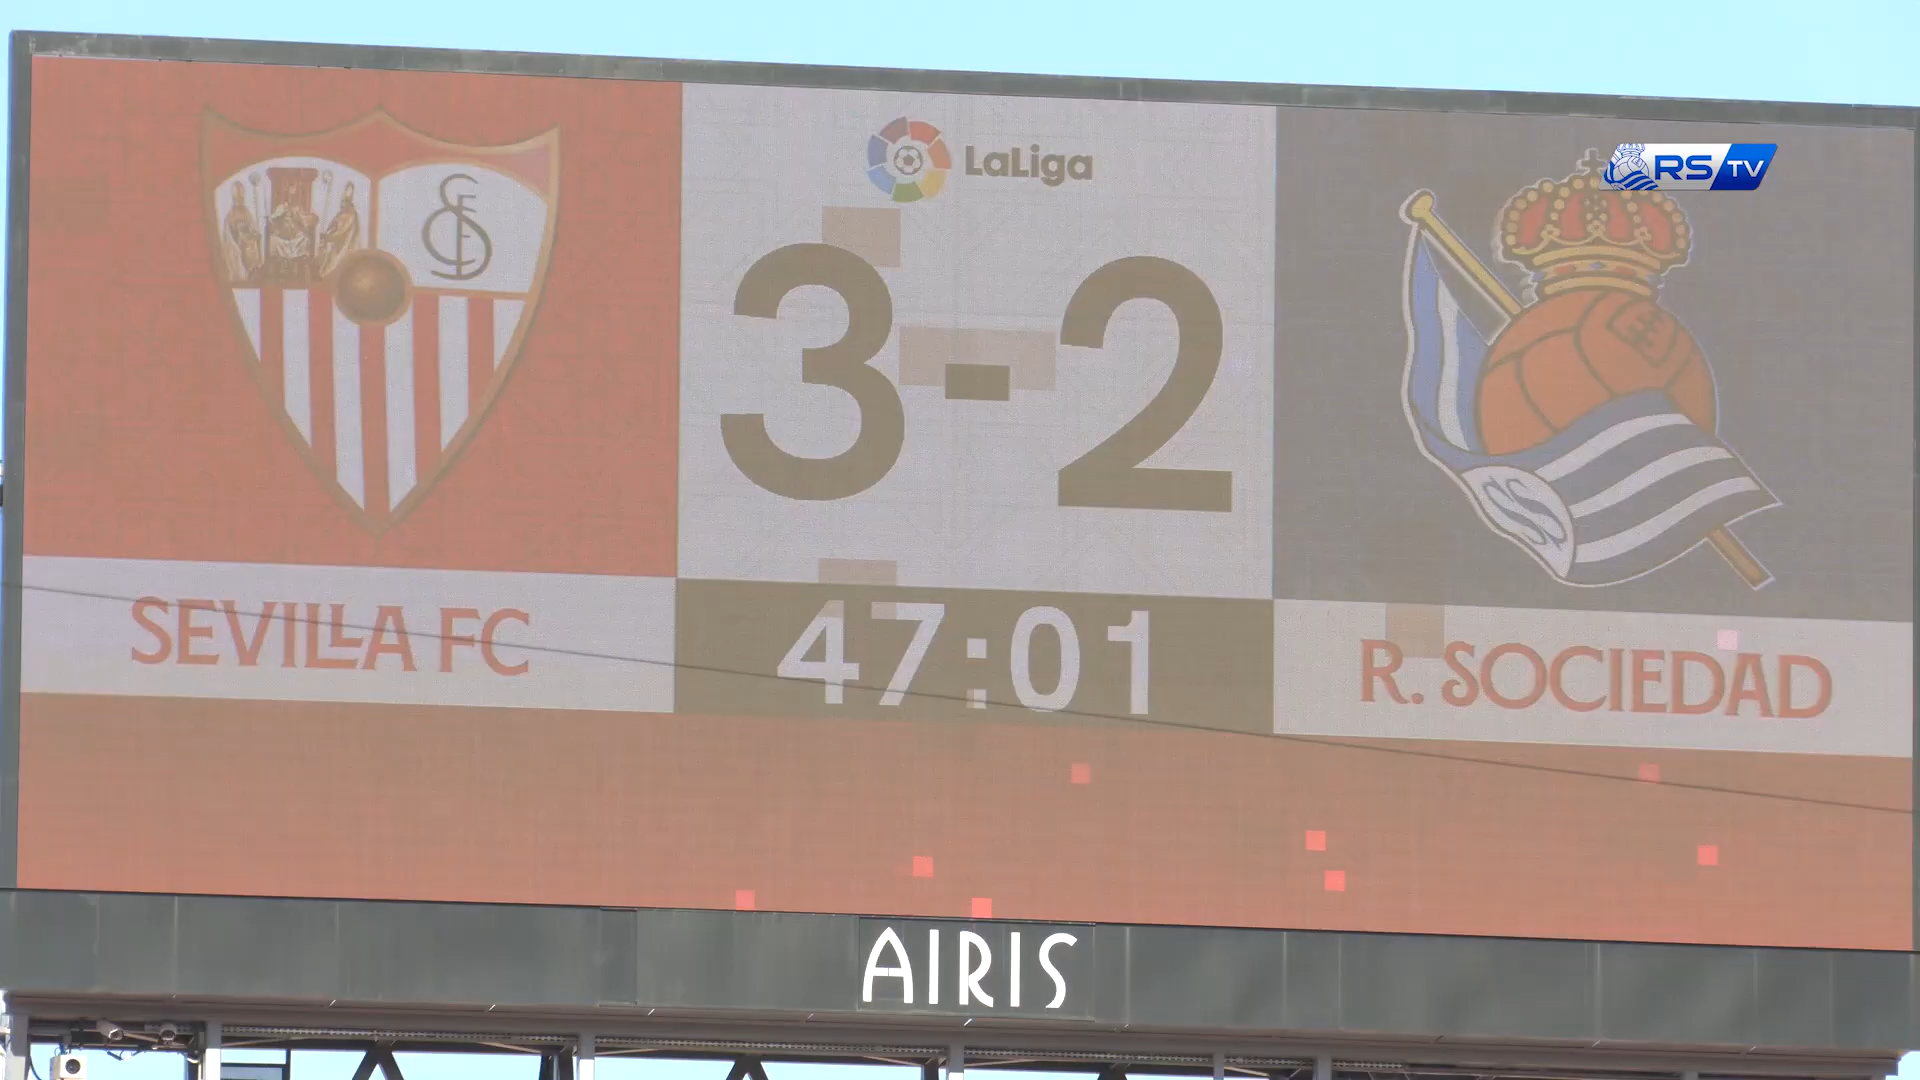 LaLiga
RS TV
3-2
SEVILLA FC
47:01
R. SOCIEDAD
AIRIS